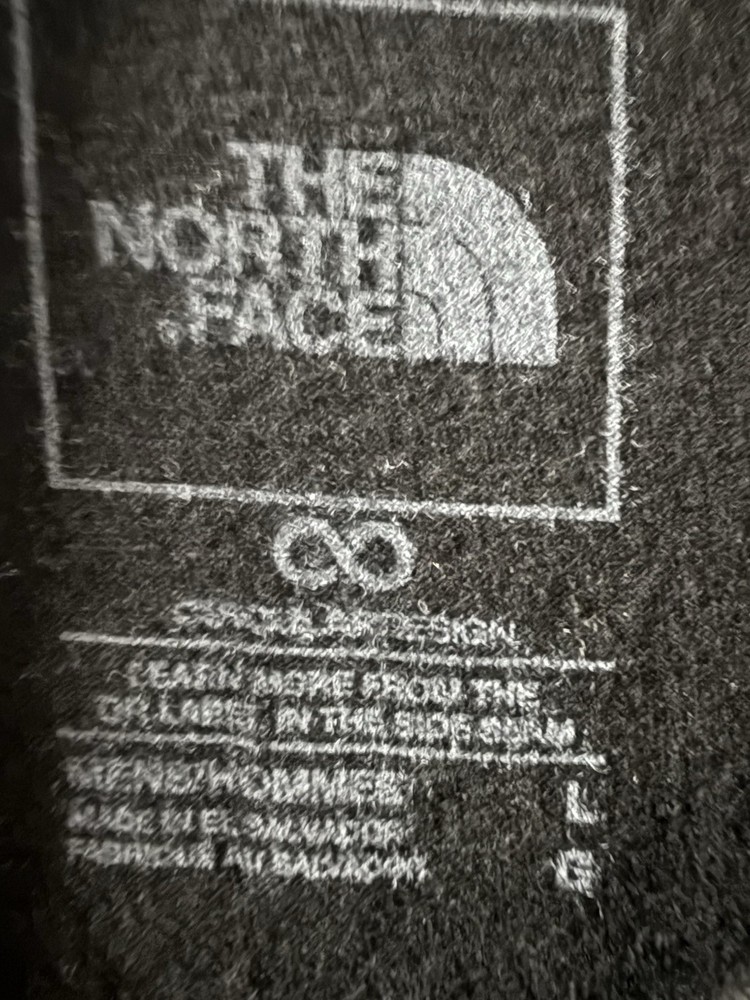 THE
NORTH
FACE
CIRCULAR DESIGN
LEARN MORE FROM THE
QR LABEL IN THE SIDE SEAM
MENS/HOMMES
L
MADE IN EL SALVADOR
FABRIQUÉ AU SALVADOR
G